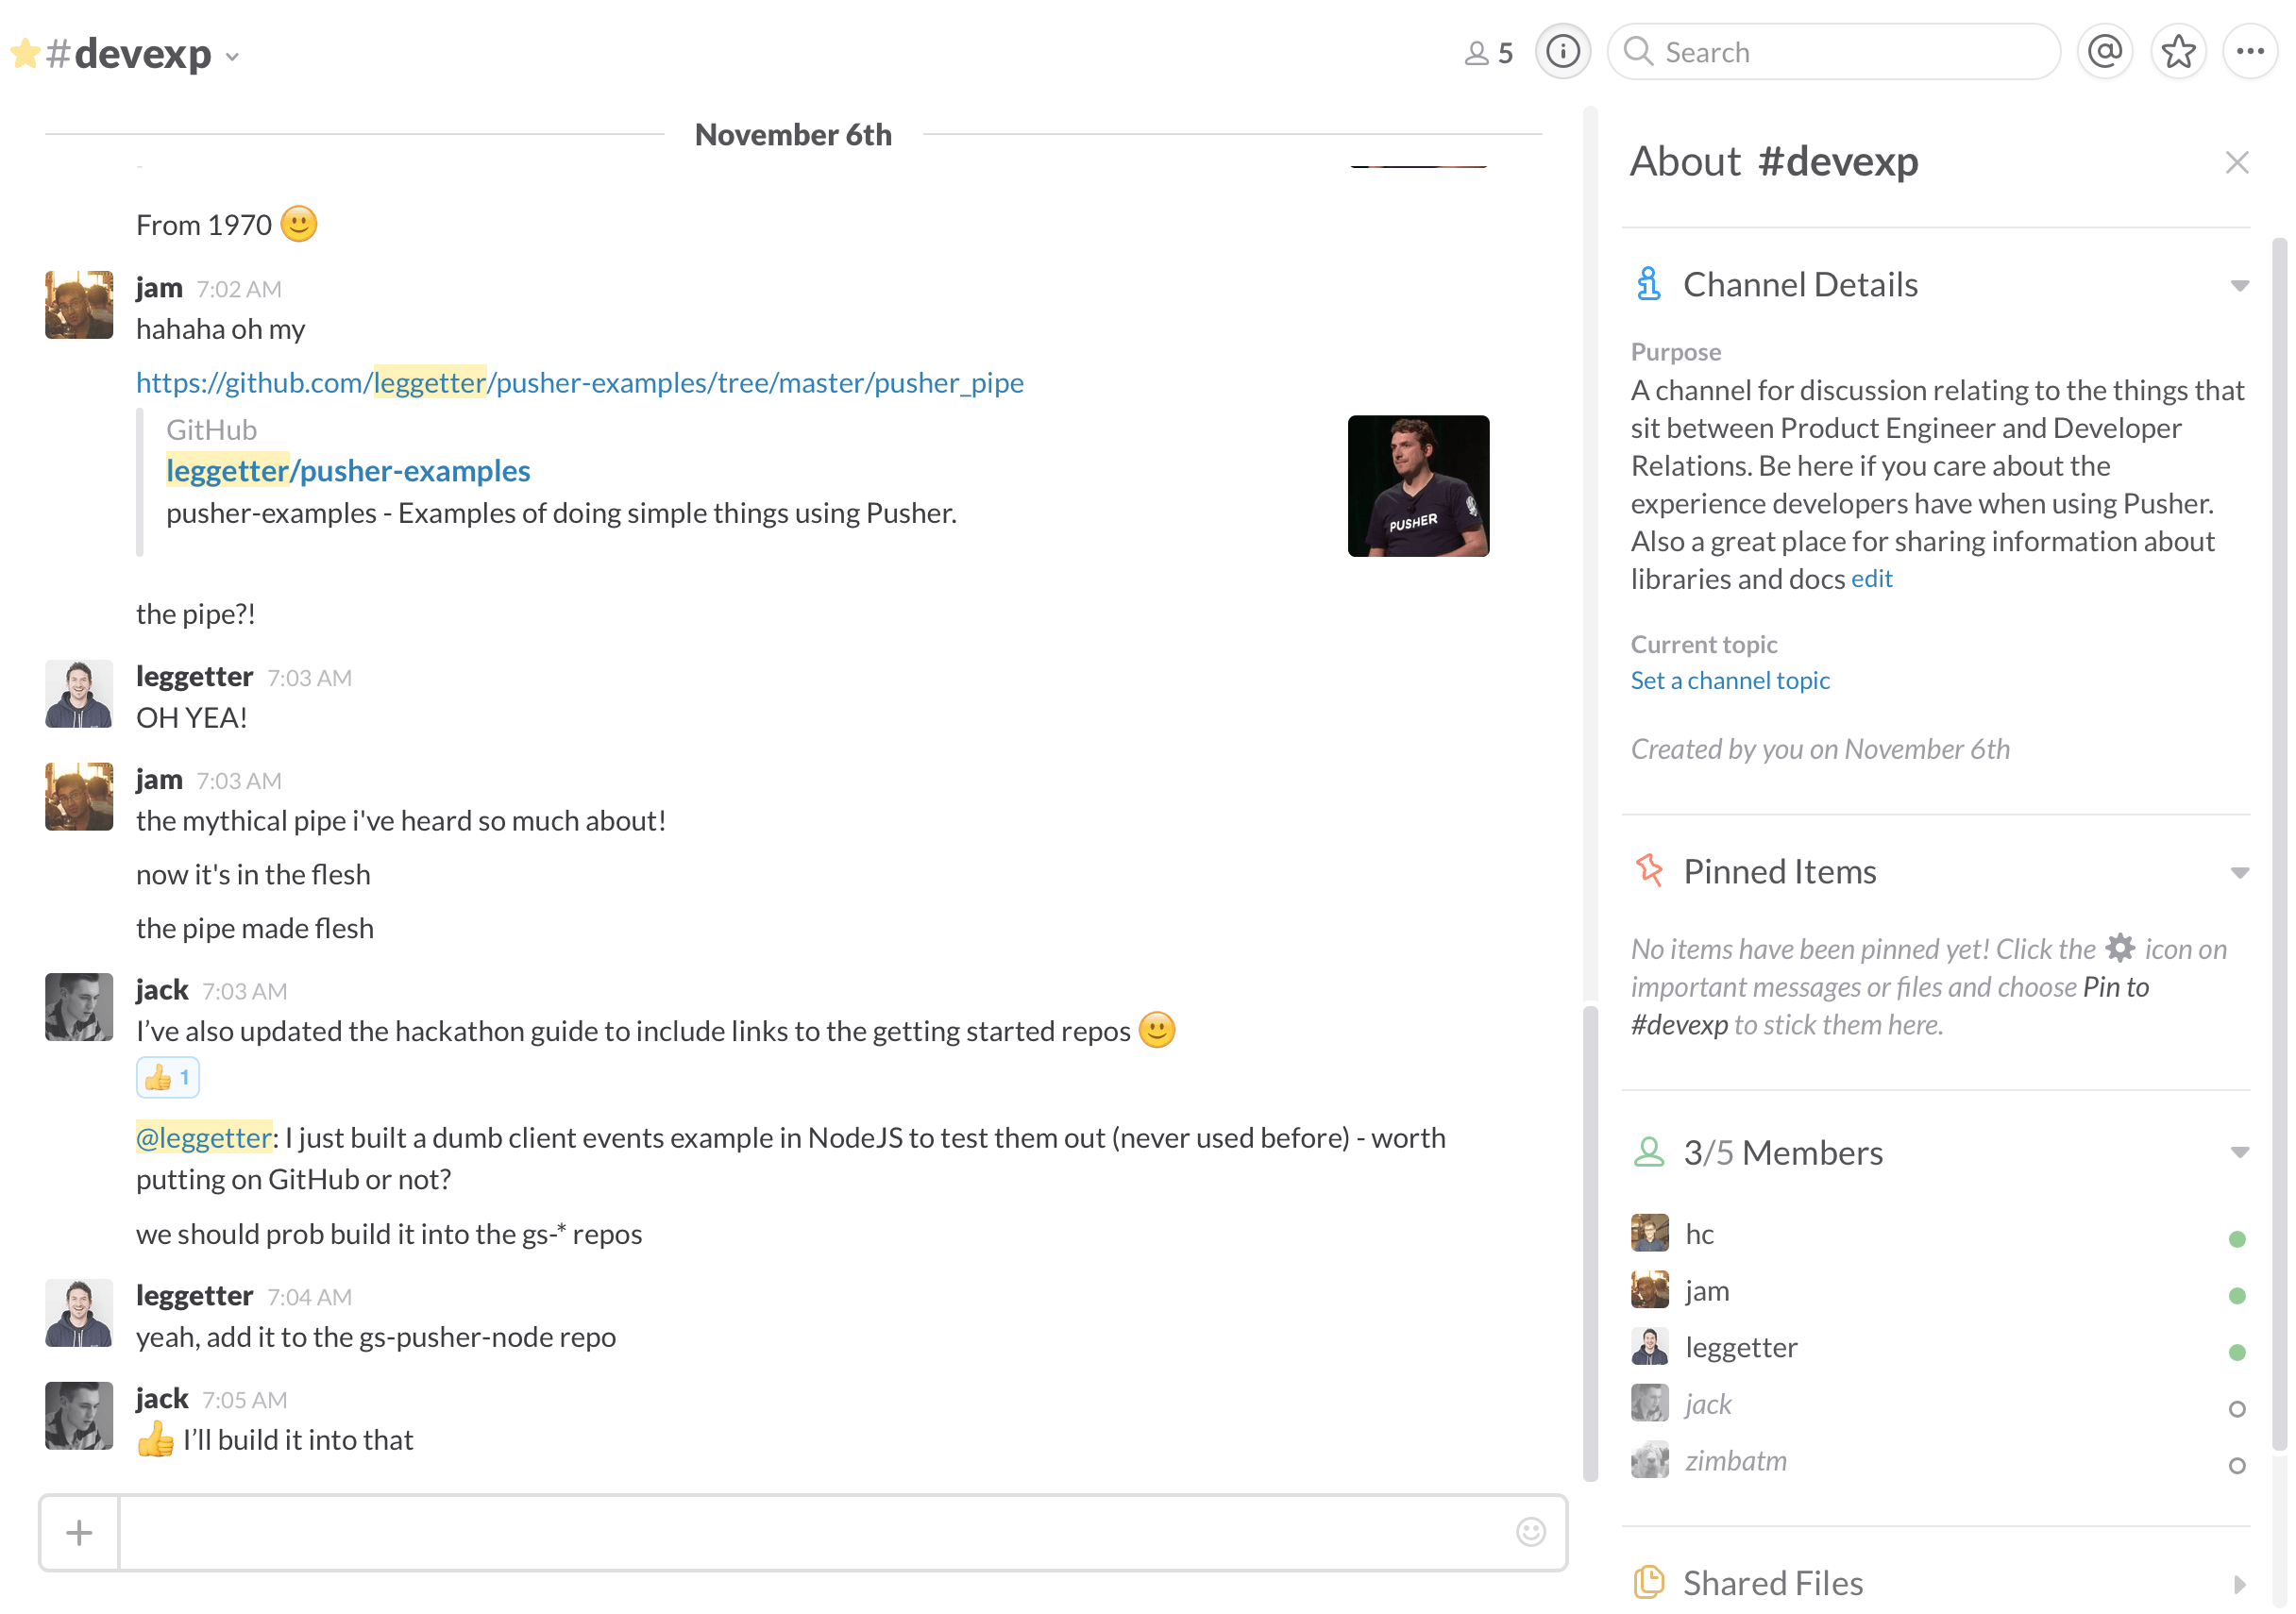 #devexp
5
Search
November 6th
From 1970
jam 7:02 AM
hahaha oh my
https://github.com/leggetter/pusher-examples/tree/master/pusher_pipe
GitHub
leggetter/pusher-examples
pusher-examples - Examples of doing simple things using Pusher.
PUSHER
the pipe?!
leggetter 7:03 AM
OH YEA!
jam 7:03 AM
the mythical pipe i've heard so much about!
now it's in the flesh
the pipe made flesh
jack 7:03 AM
I’ve also updated the hackathon guide to include links to the getting started repos
1
@leggetter: I just built a dumb client events example in NodeJS to test them out (never used before) - worth
putting on GitHub or not?
we should prob build it into the gs-* repos
leggetter 7:04 AM
yeah, add it to the gs-pusher-node repo
jack 7:05 AM
I’ll build it into that
About #devexp
Channel Details
Purpose
A channel for discussion relating to the things that
sit between Product Engineer and Developer
Relations. Be here if you care about the
experience developers have when using Pusher.
Also a great place for sharing information about
libraries and docs edit
Current topic
Set a channel topic
Created by you on November 6th
Pinned Items
No items have been pinned yet! Click the icon on
important messages or files and choose Pin to
#devexp to stick them here.
3/5 Members
hc
jam
leggetter
jack
zimbatm
Shared Files